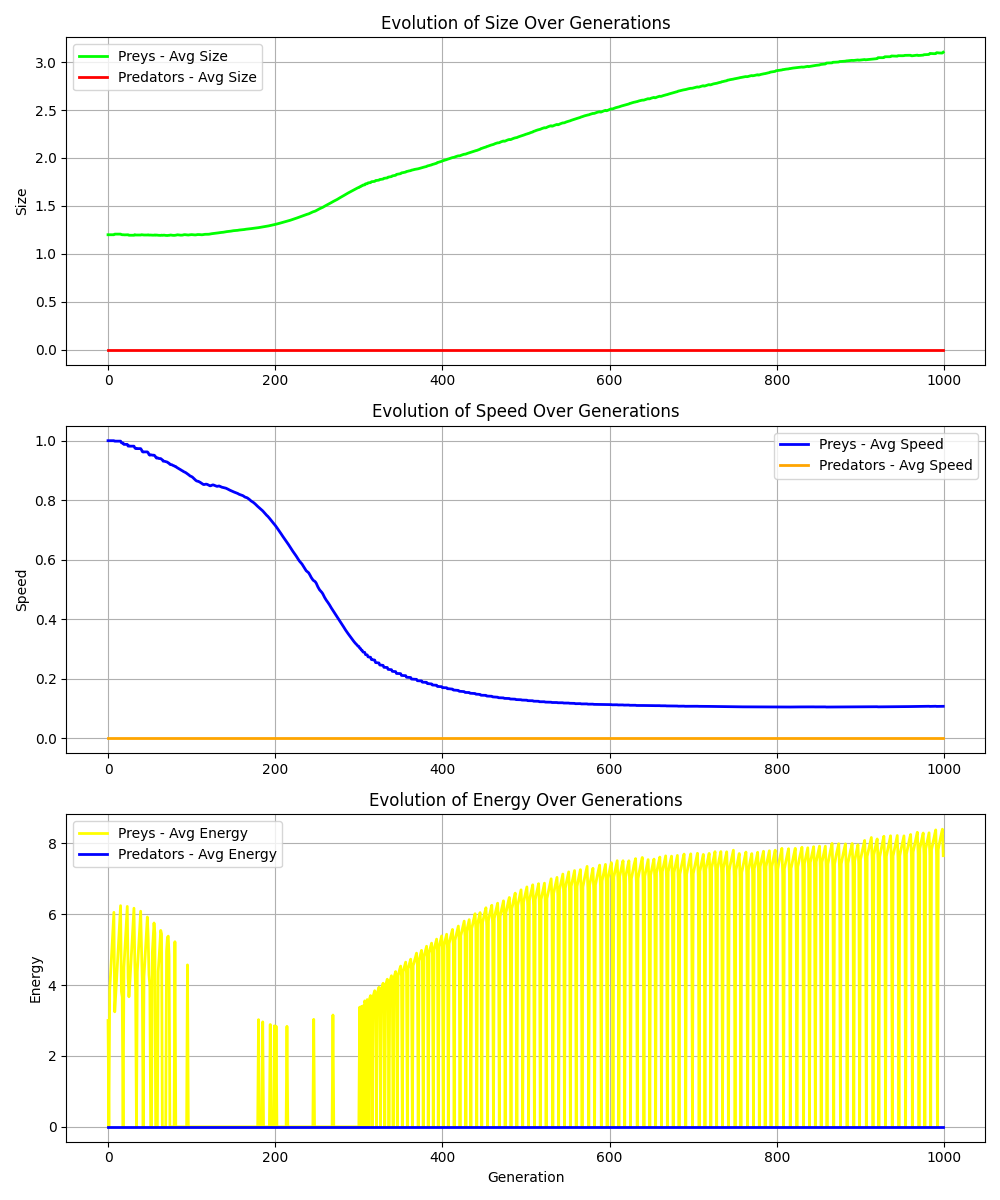 Evolution of Size Over Generations
Preys - Avg Size
Predators - Avg Size
3.0
2.5
2.0
1.5
1.0
0.5
0.0
Size
0 200 400 600 800 1000
Evolution of Speed Over Generations
Preys - Avg Speed
Predators - Avg Speed
1.0
0.8
0.6
0.4
0.2
0.0
Speed
0 200 400 600 800 1000
Evolution of Energy Over Generations
Preys - Avg Energy
Predators - Avg Energy
8
6
4
2
0
Energy
0 200 400 600 800 1000
Generation